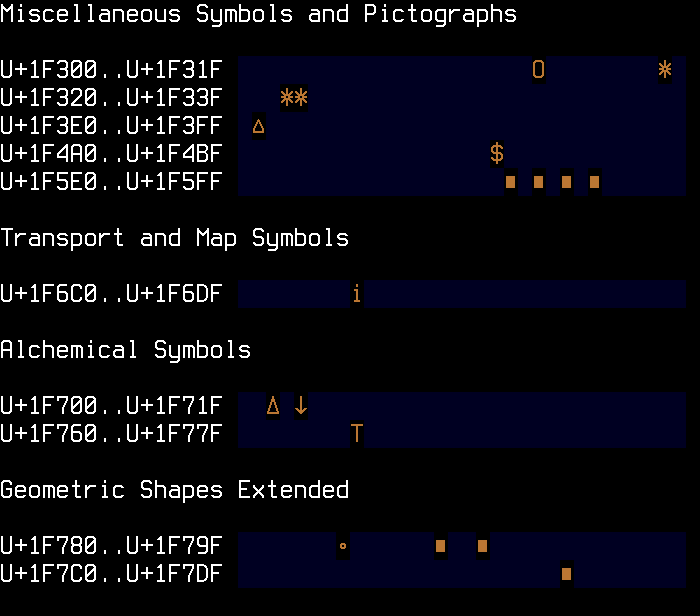 Miscellaneous Symbols and Pictographs
U+1F300..U+1F31F O *
U+1F320..U+1F33F **
U+1F3E0..U+1F3FF Δ
U+1F4A0..U+1F4BF $
U+1F5E0..U+1F5FF ■ ■ ■ ■
Transport and Map Symbols
U+1F6C0..U+1F6DF i
Alchemical Symbols
U+1F700..U+1F71F Δ ↓
U+1F760..U+1F77F T
Geometric Shapes Extended
U+1F780..U+1F79F ∘ ■ ■
U+1F7C0..U+1F7DF ■